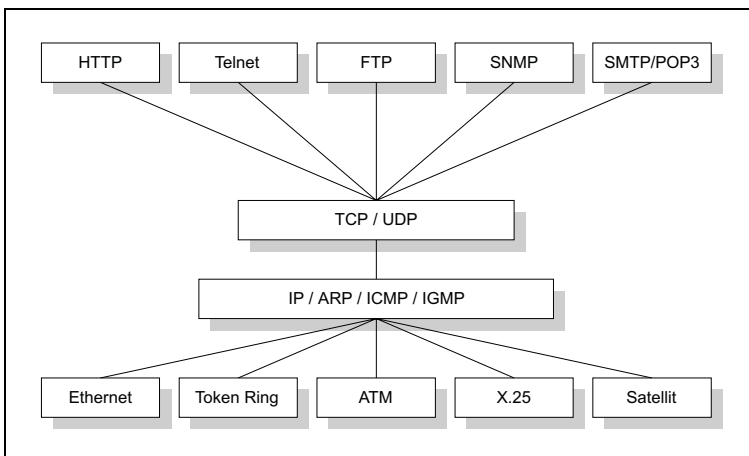 HTTP Telnet FTP SNMP SMTP/POP3
TCP / UDP
IP / ARP / ICMP / IGMP
Ethernet Token Ring ATM X.25 Satellit